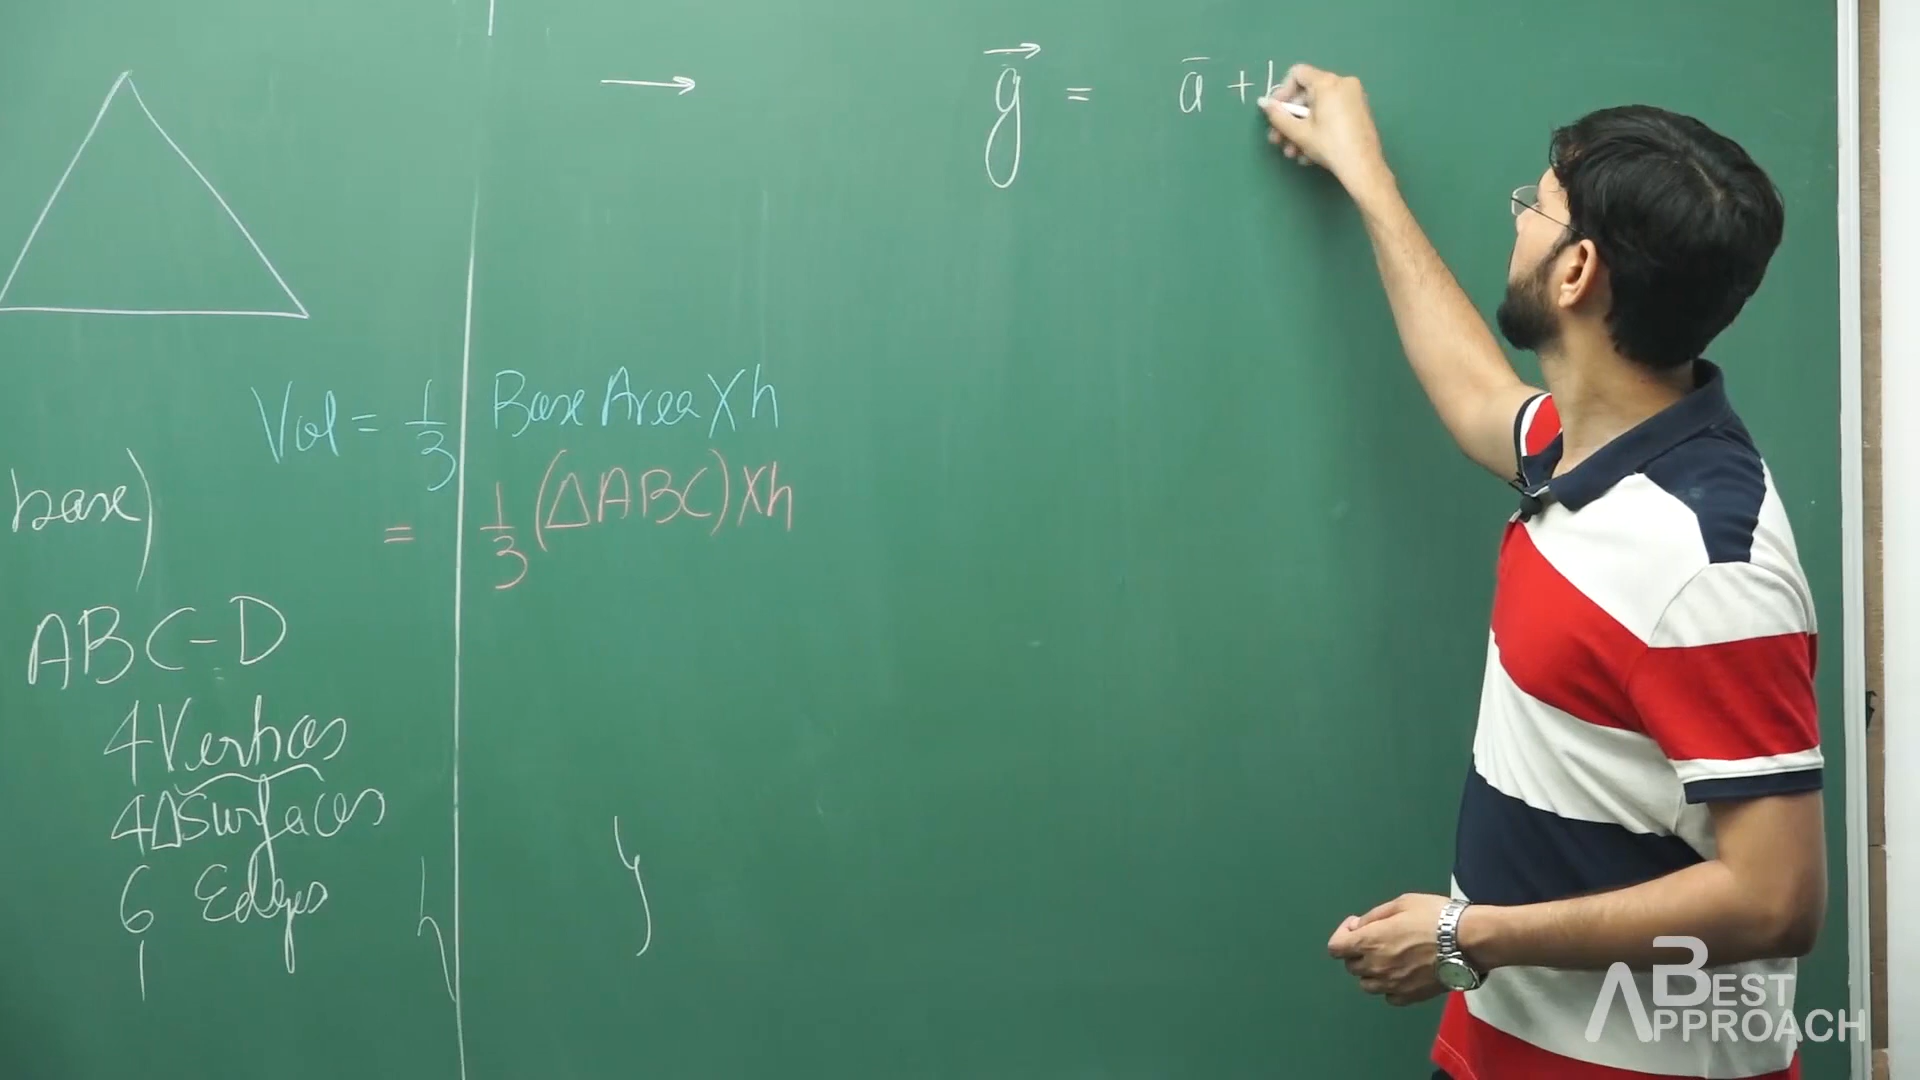 g⃗ = a̅ + b
Vol = 1/3 Base Area X h
= 1/3 (ΔABC) X h
base)
ABC-D
4 Vertices
4 Δ Surfaces
6 Edges
BEST
APPROACH